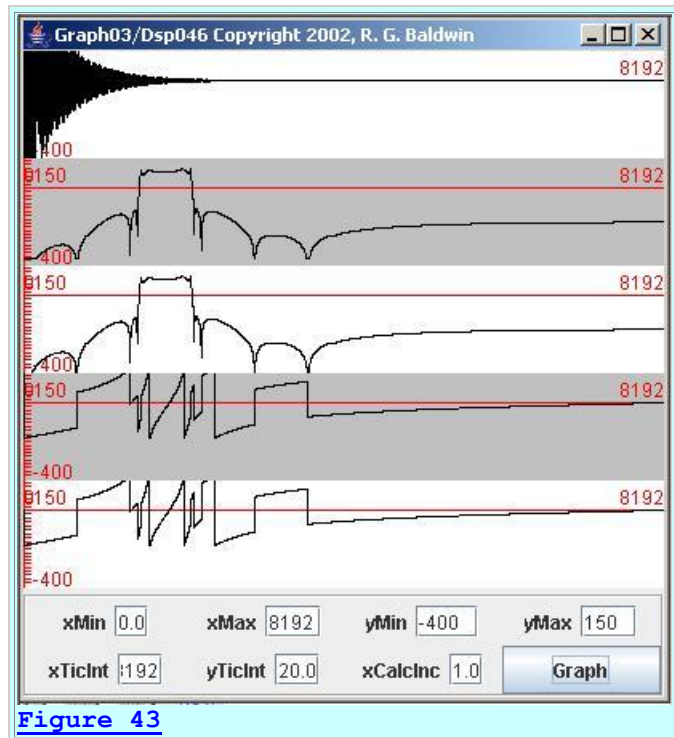 Graph03/Dsp046 Copyright 2002, R. G. Baldwin
8192
-400
150 8192
-400
150 8192
-400
150 8192
-400
150 8192
-400
xMin 0.0 xMax 8192 yMin -400 yMax 150
xTicInt 192 yTicInt 20.0 xCalcInc 1.0 Graph
Figure 43